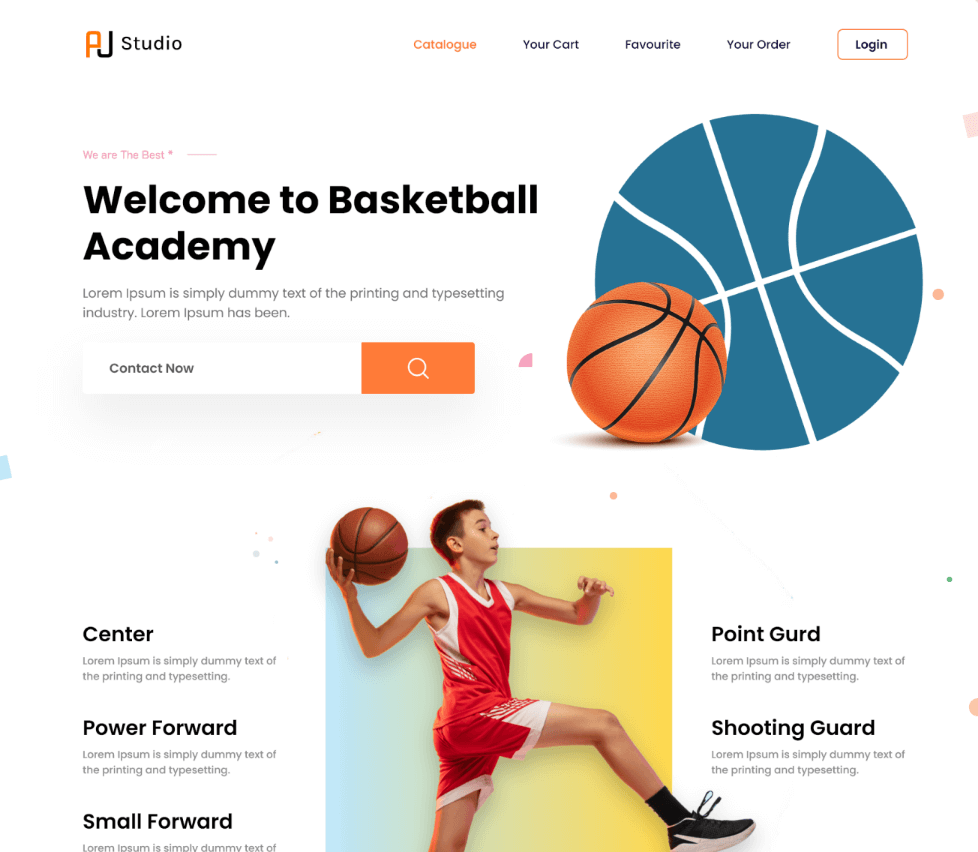 AJ Studio
Catalogue
Your Cart
Favourite
Your Order
Login
We are The Best *
Welcome to Basketball
Academy
Lorem Ipsum is simply dummy text of the printing and typesetting
industry. Lorem Ipsum has been.
Contact Now
Center
Lorem Ipsum is simply dummy text of
the printing and typesetting.
Power Forward
Lorem Ipsum is simply dummy text of
the printing and typesetting.
Small Forward
Lorem Ipsum is simply dummy text of
Point Gurd
Lorem Ipsum is simply dummy text of
the printing and typesetting.
Shooting Guard
Lorem Ipsum is simply dummy text of
the printing and typesetting.